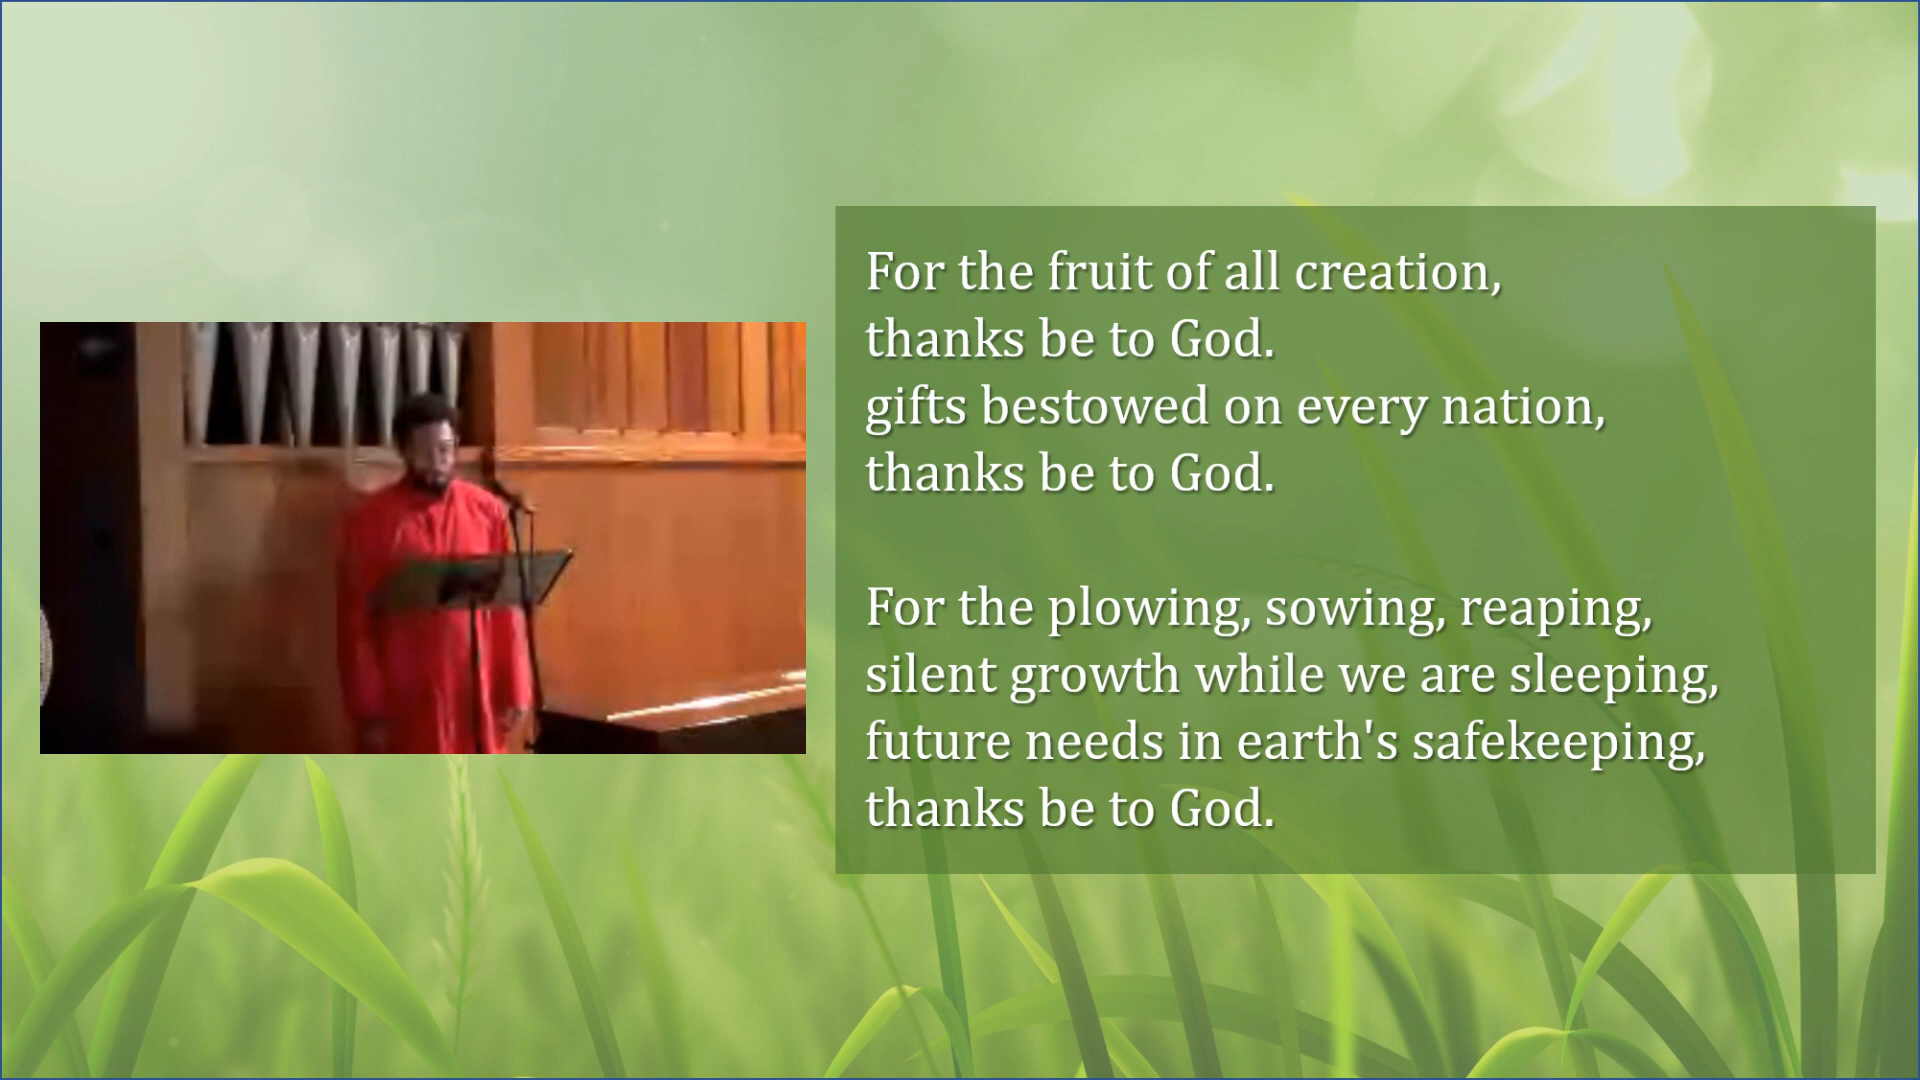 For the fruit of all creation,
thanks be to God.
gifts bestowed on every nation,
thanks be to God.
For the plowing, sowing, reaping,
silent growth while we are sleeping,
future needs in earth's safekeeping,
thanks be to God.